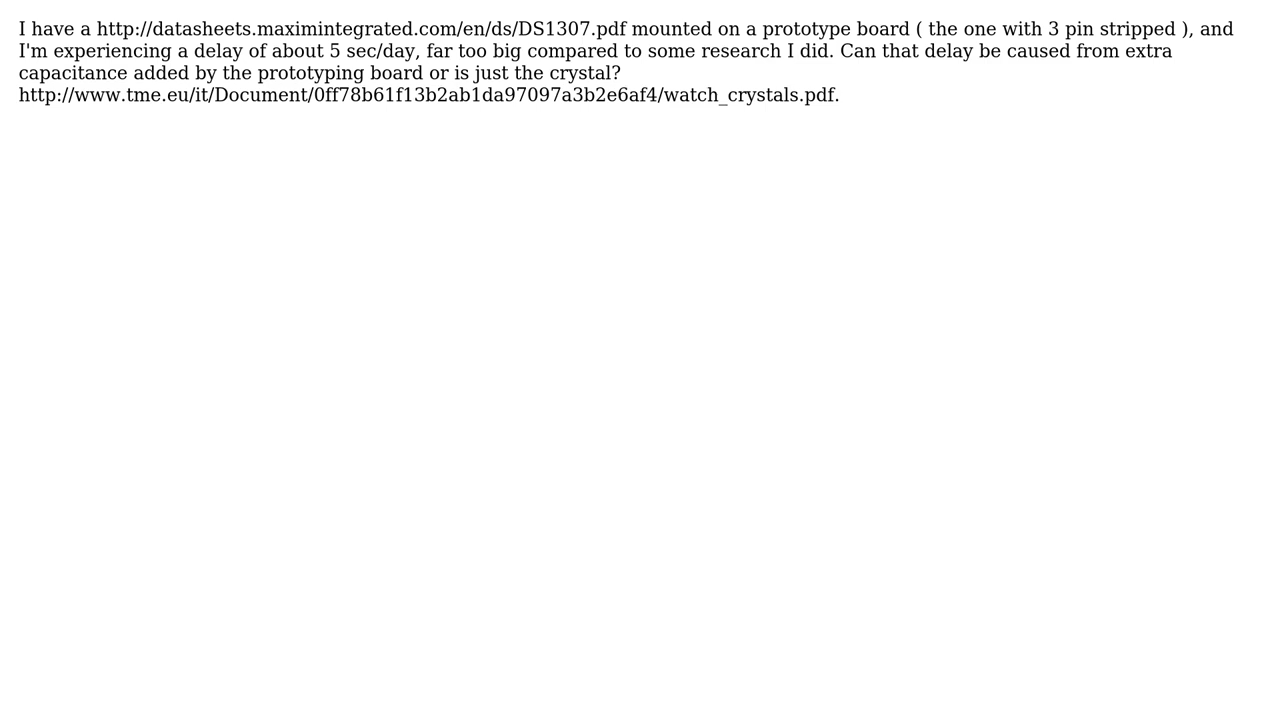 I have a http://datasheets.maximintegrated.com/en/ds/DS1307.pdf mounted on a prototype board ( the one with 3 pin stripped ), and
I'm experiencing a delay of about 5 sec/day, far too big compared to some research I did. Can that delay be caused from extra
capacitance added by the prototyping board or is just the crystal?
http://www.tme.eu/it/Document/0ff78b61f13b2ab1da97097a3b2e6af4/watch_crystals.pdf.